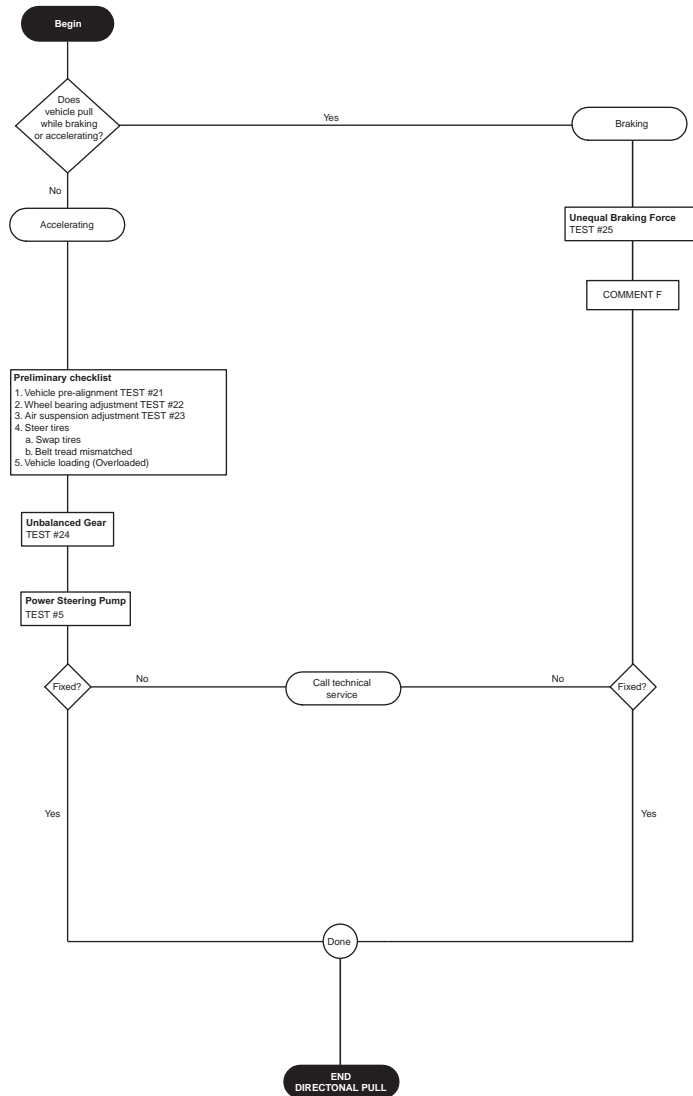 Begin
Does
vehicle pull
while braking
or accelerating?
Yes
Braking
No
Accelerating
Unequal Braking Force
TEST #25
COMMENT F
Preliminary checklist
1. Vehicle pre-alignment TEST #21
2. Wheel bearing adjustment TEST #22
3. Air suspension adjustment TEST #23
4. Steer tires
a. Swap tires
b. Belt tread mismatched
5. Vehicle loading (Overloaded)
Unbalanced Gear
TEST #24
Power Steering Pump
TEST #5
Fixed?
No
Call technical
service
No
Fixed?
Yes
Yes
Done
END
DIRECTONAL PULL